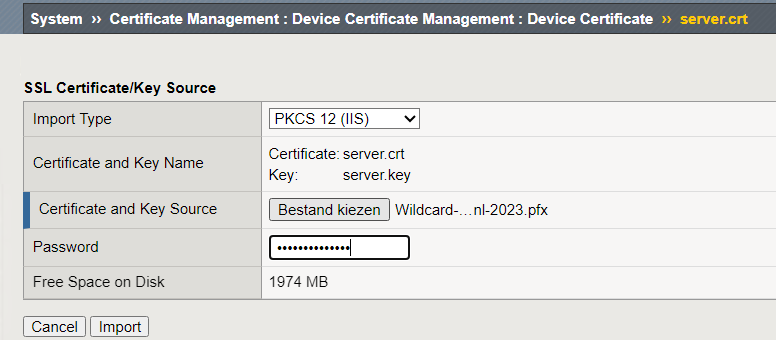 System ›› Certificate Management : Device Certificate Management : Device Certificate ›› server.crt
SSL Certificate/Key Source
Import Type PKCS 12 (IIS)
Certificate and Key Name Certificate: server.crt
Key: server.key
Certificate and Key Source Bestand kiezen Wildcard-...nl-2023.pfx
Password ••••••••••••••
Free Space on Disk 1974 MB
Cancel Import